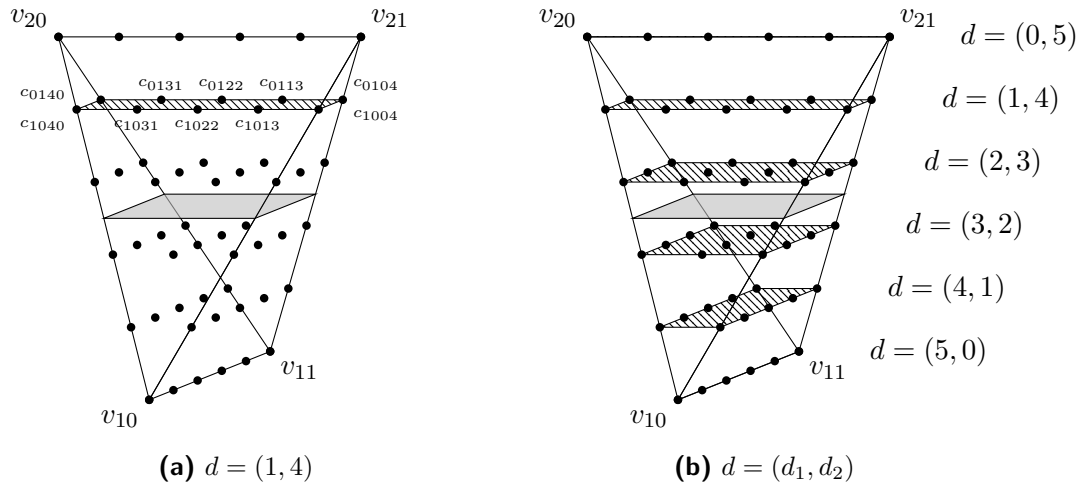 v20 v21 v20 v21 d = (0, 5)
c0140 c0131 c0122 c0113 c0104 d = (1, 4)
c1040 c1031 c1022 c1013 c1004
d = (2, 3)
d = (3, 2)
d = (4, 1)
v11 v11 d = (5, 0)
v10 v10
(a) d = (1, 4) (b) d = (d1, d2)